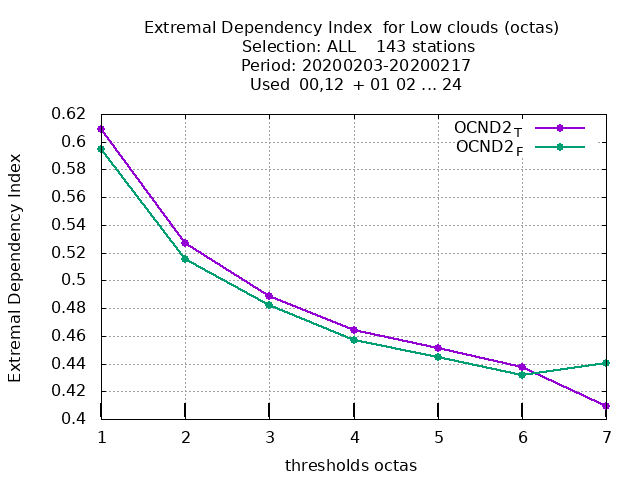 Extremal Dependency Index  for Low clouds (octas)
Selection: ALL    143 stations
Period: 20200203-20200217
Used  00,12  + 01 02 ... 24
OCND2 T
OCND2 F
0.62
0.6
0.58
0.56
0.54
0.52
0.5
0.48
0.46
0.44
0.42
0.4
Extremal Dependency Index
1 2 3 4 5 6 7
thresholds octas